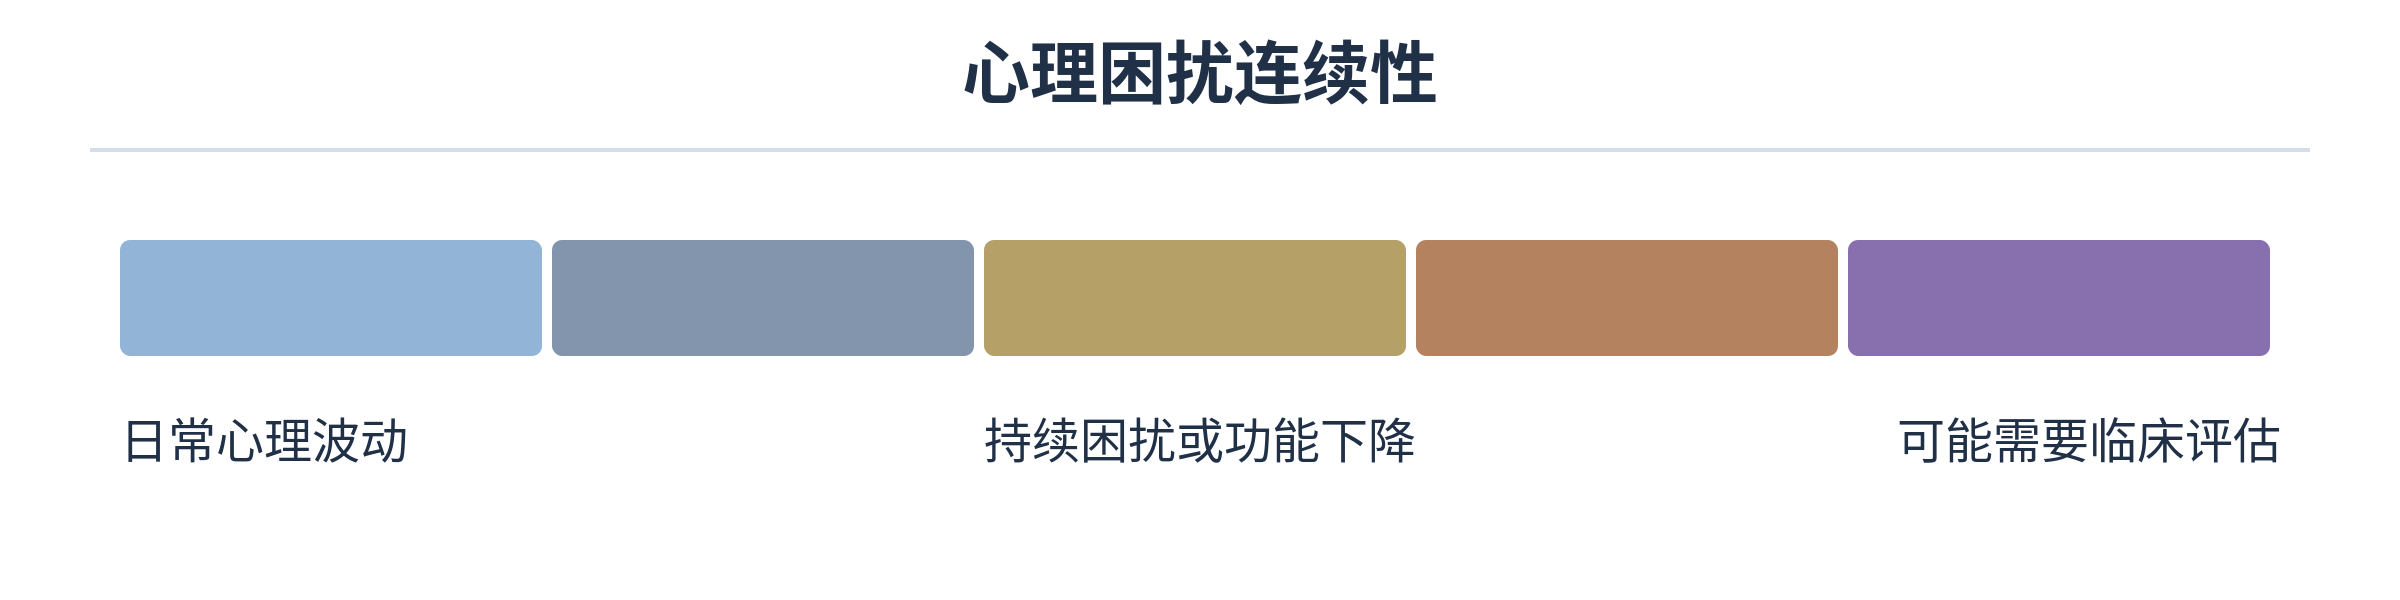 心理困扰连续性
日常心理波动
持续困扰或功能下降
可能需要临床评估